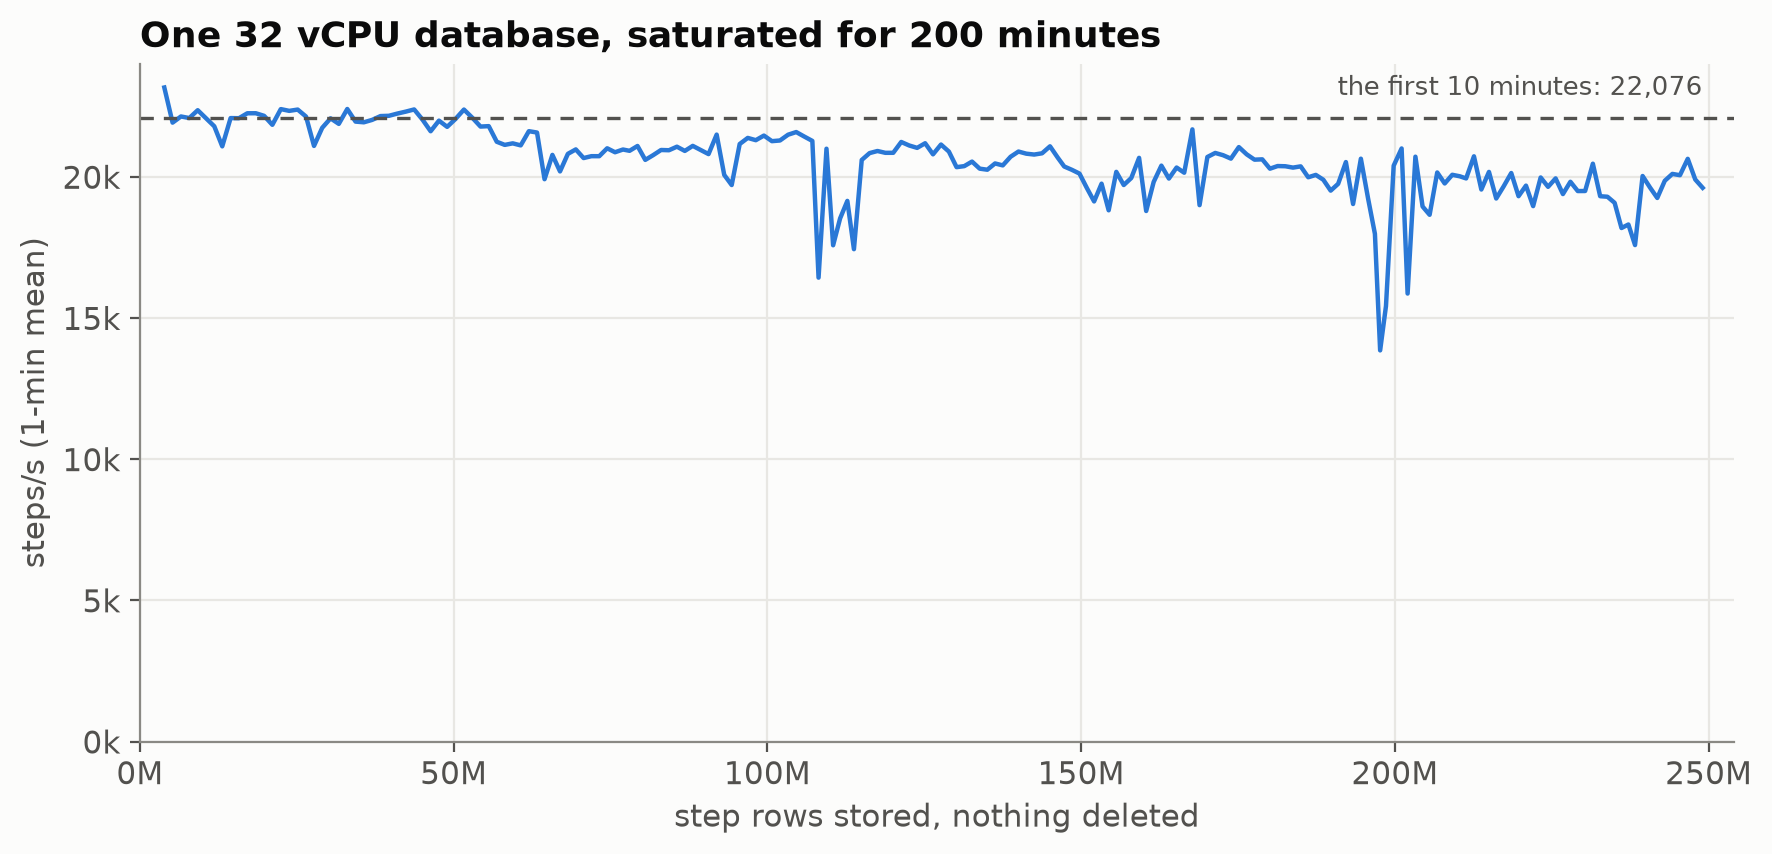 One 32 vCPU database, saturated for 200 minutes
the first 10 minutes: 22,076
steps/s (1-min mean)
20k
15k
10k
5k
0k
0M 50M 100M 150M 200M 250M
step rows stored, nothing deleted